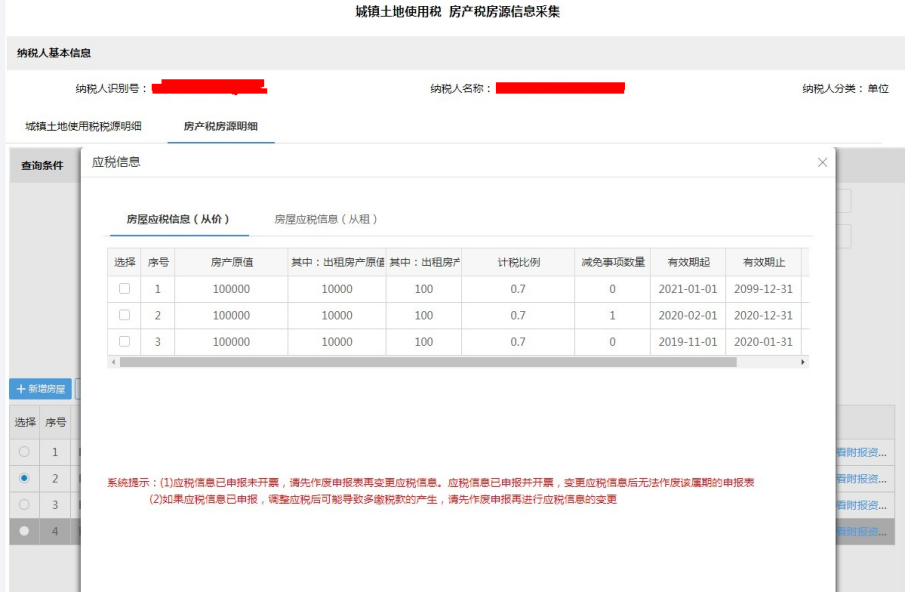 城镇土地使用税 房产税房源信息采集
纳税人基本信息
纳税人识别号： 纳税人名称： 纳税人分类：单位
城镇土地使用税税源明细 房产税房源明细
查询条件 应税信息
房屋应税信息（从价） 房屋应税信息（从租）
选择 序号 房产原值 其中：出租房产原值 其中：出租房产 计税比例 减免事项数量 有效期起 有效期止
1 100000 10000 100 0.7 0 2021-01-01 2099-12-31
2 100000 10000 100 0.7 1 2020-02-01 2020-12-31
3 100000 10000 100 0.7 0 2019-11-01 2020-01-31
+ 新增房屋
选择 序号
1 看附报资...
2 看附报资...
3 看附报资...
4 看附报资...
系统提示：(1)应税信息已申报未开票，请先作废申报表再变更应税信息。应税信息已申报并开票，变更应税信息后无法作废该属期的申报表
(2)如果应税信息已申报，调整应税后可能导致多缴税款的产生，请先作废申报再进行应税信息的变更